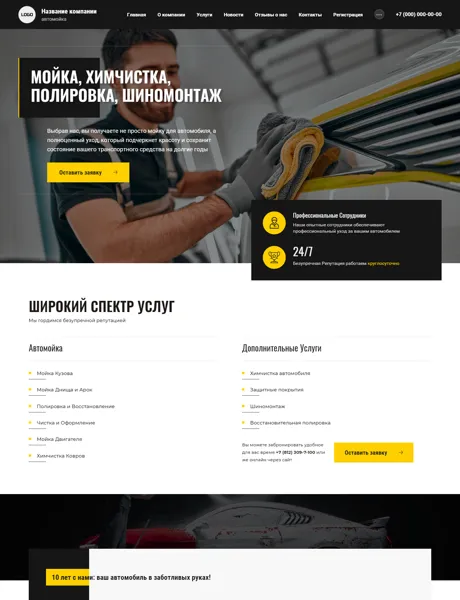 LOGO
Название компании
автомойка
Главная О компании Услуги Новости Отзывы о нас Контакты Регистрация
+7 (000) 000-00-00
МОЙКА, ХИМЧИСТКА,
ПОЛИРОВКА, ШИНОМОНТАЖ
Выбрая нас, вы получаете не просто мойку для автомобиля, а
полноценный уход, который подчеркнет красоту и сохранит
состояние вашего транспортного средства на долгие годы
Оставить заявку
Профессиональные Сотрудники
Наши опытные сотрудники обеспечивают
профессиональный уход за вашим автомобилем
24/7
Безупречная Репутация работаем круглосуточно
ШИРОКИЙ СПЕКТР УСЛУГ
Мы гордимся безупречной репутацией
Автомойка
Мойка Кузова
Мойка Днища и Арок
Полировка и Восстановление
Чистка и Оформление
Мойка Двигателя
Химчистка Ковров
Дополнительные Услуги
Химчистка автомобиля
Защитные покрытия
Шиномонтаж
Восстановительная полировка
Вы можете забронировать удобное
для вас время +7 (812) 309-7-100 или
же онлайн через сайт
Оставить заявку
10 лет с нами: ваш автомобиль в заботливых руках!